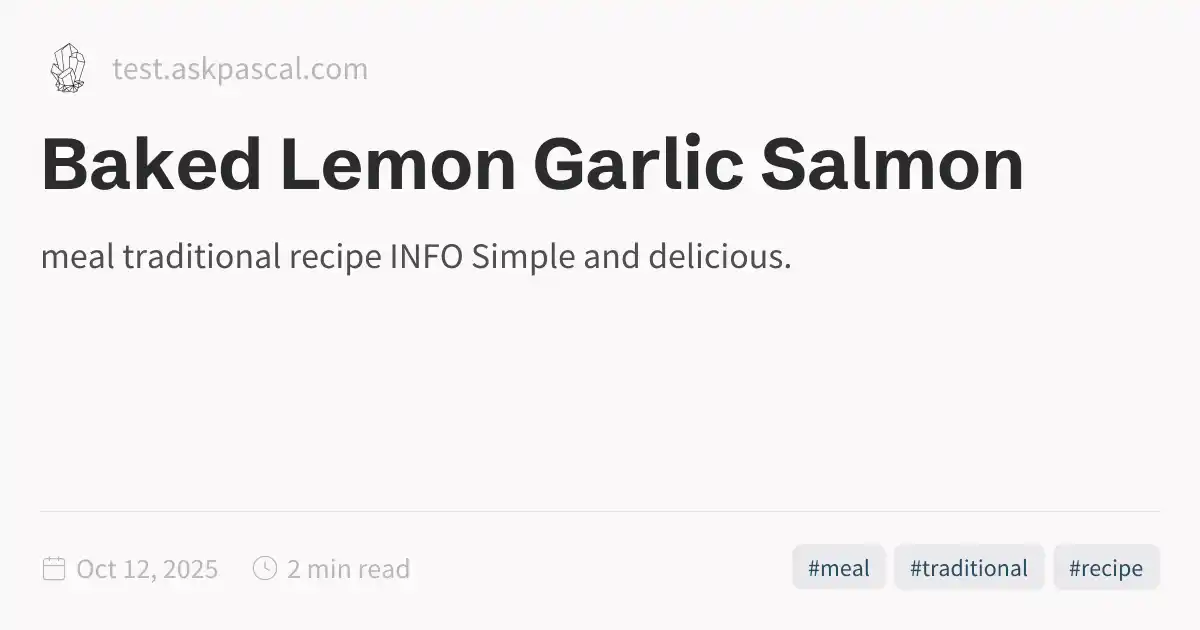 test.askpascal.com
Baked Lemon Garlic Salmon
meal traditional recipe INFO Simple and delicious.
Oct 12, 2025 2 min read #meal #traditional #recipe